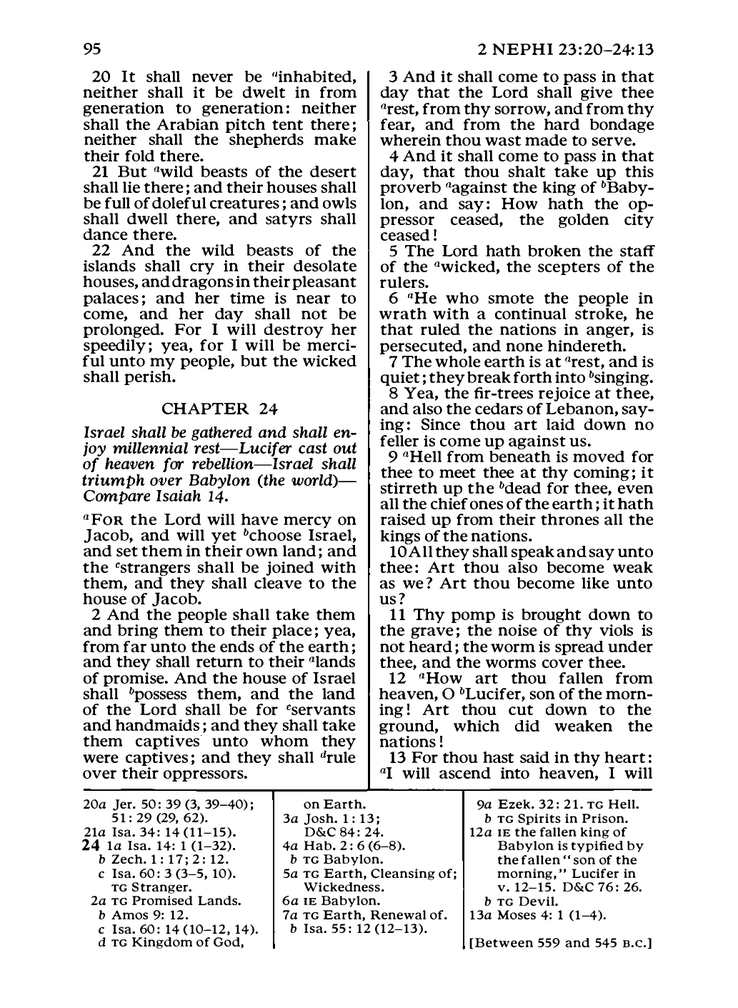 95
2 NEPHI 23:20–24:13
20 It shall never be ᵃinhabited,
neither shall it be dwelt in from
generation to generation: neither
shall the Arabian pitch tent there;
neither shall the shepherds make
their fold there.
21 But ᵃwild beasts of the desert
shall lie there; and their houses shall
be full of doleful creatures; and owls
shall dwell there, and satyrs shall
dance there.
22 And the wild beasts of the
islands shall cry in their desolate
houses, and dragons in their pleasant
palaces; and her time is near to
come, and her day shall not be
prolonged. For I will destroy her
speedily; yea, for I will be merci-
ful unto my people, but the wicked
shall perish.
CHAPTER 24
Israel shall be gathered and shall en-
joy millennial rest—Lucifer cast out
of heaven for rebellion—Israel shall
triumph over Babylon (the world)—
Compare Isaiah 14.
ᵃFOR the Lord will have mercy on
Jacob, and will yet ᵇchoose Israel,
and set them in their own land; and
the ᶜstrangers shall be joined with
them, and they shall cleave to the
house of Jacob.
2 And the people shall take them
and bring them to their place; yea,
from far unto the ends of the earth;
and they shall return to their ᵃlands
of promise. And the house of Israel
shall ᵇpossess them, and the land
of the Lord shall be for ᶜservants
and handmaids; and they shall take
them captives unto whom they
were captives; and they shall ᵈrule
over their oppressors.
3 And it shall come to pass in that
day that the Lord shall give thee
ᵃrest, from thy sorrow, and from thy
fear, and from the hard bondage
wherein thou wast made to serve.
4 And it shall come to pass in that
day, that thou shalt take up this
proverb ᵃagainst the king of ᵇBaby-
lon, and say: How hath the op-
pressor ceased, the golden city
ceased!
5 The Lord hath broken the staff
of the ᵃwicked, the scepters of the
rulers.
6 ᵃHe who smote the people in
wrath with a continual stroke, he
that ruled the nations in anger, is
persecuted, and none hindereth.
7 The whole earth is at ᵃrest, and is
quiet; they break forth into ᵇsinging.
8 Yea, the fir-trees rejoice at thee,
and also the cedars of Lebanon, say-
ing: Since thou art laid down no
feller is come up against us.
9 ᵃHell from beneath is moved for
thee to meet thee at thy coming; it
stirreth up the ᵇdead for thee, even
all the chief ones of the earth; it hath
raised up from their thrones all the
kings of the nations.
10 All they shall speak and say unto
thee: Art thou also become weak
as we? Art thou become like unto
us?
11 Thy pomp is brought down to
the grave; the noise of thy viols is
not heard; the worm is spread under
thee, and the worms cover thee.
12 ᵃHow art thou fallen from
heaven, O ᵇLucifer, son of the morn-
ing! Art thou cut down to the
ground, which did weaken the
nations!
13 For thou hast said in thy heart:
ᵃI will ascend into heaven, I will
20a Jer. 50: 39 (3, 39–40);
51: 29 (29, 62).
21a Isa. 34: 14 (11–15).
24 1a Isa. 14: 1 (1–32).
b Zech. 1: 17; 2: 12.
c Isa. 60: 3 (3–5, 10).
TG Stranger.
2a TG Promised Lands.
b Amos 9: 12.
c Isa. 60: 14 (10–12, 14).
d TG Kingdom of God,
on Earth.
3a Josh. 1: 13;
D&C 84: 24.
4a Hab. 2: 6 (6–8).
b TG Babylon.
5a TG Earth, Cleansing of;
Wickedness.
6a IE Babylon.
7a TG Earth, Renewal of.
b Isa. 55: 12 (12–13).
9a Ezek. 32: 21. TG Hell.
b TG Spirits in Prison.
12a IE the fallen king of
Babylon is typified by
the fallen "son of the
morning," Lucifer in
v. 12–15. D&C 76: 26.
b TG Devil.
13a Moses 4: 1 (1–4).
[Between 559 and 545 B.C.]